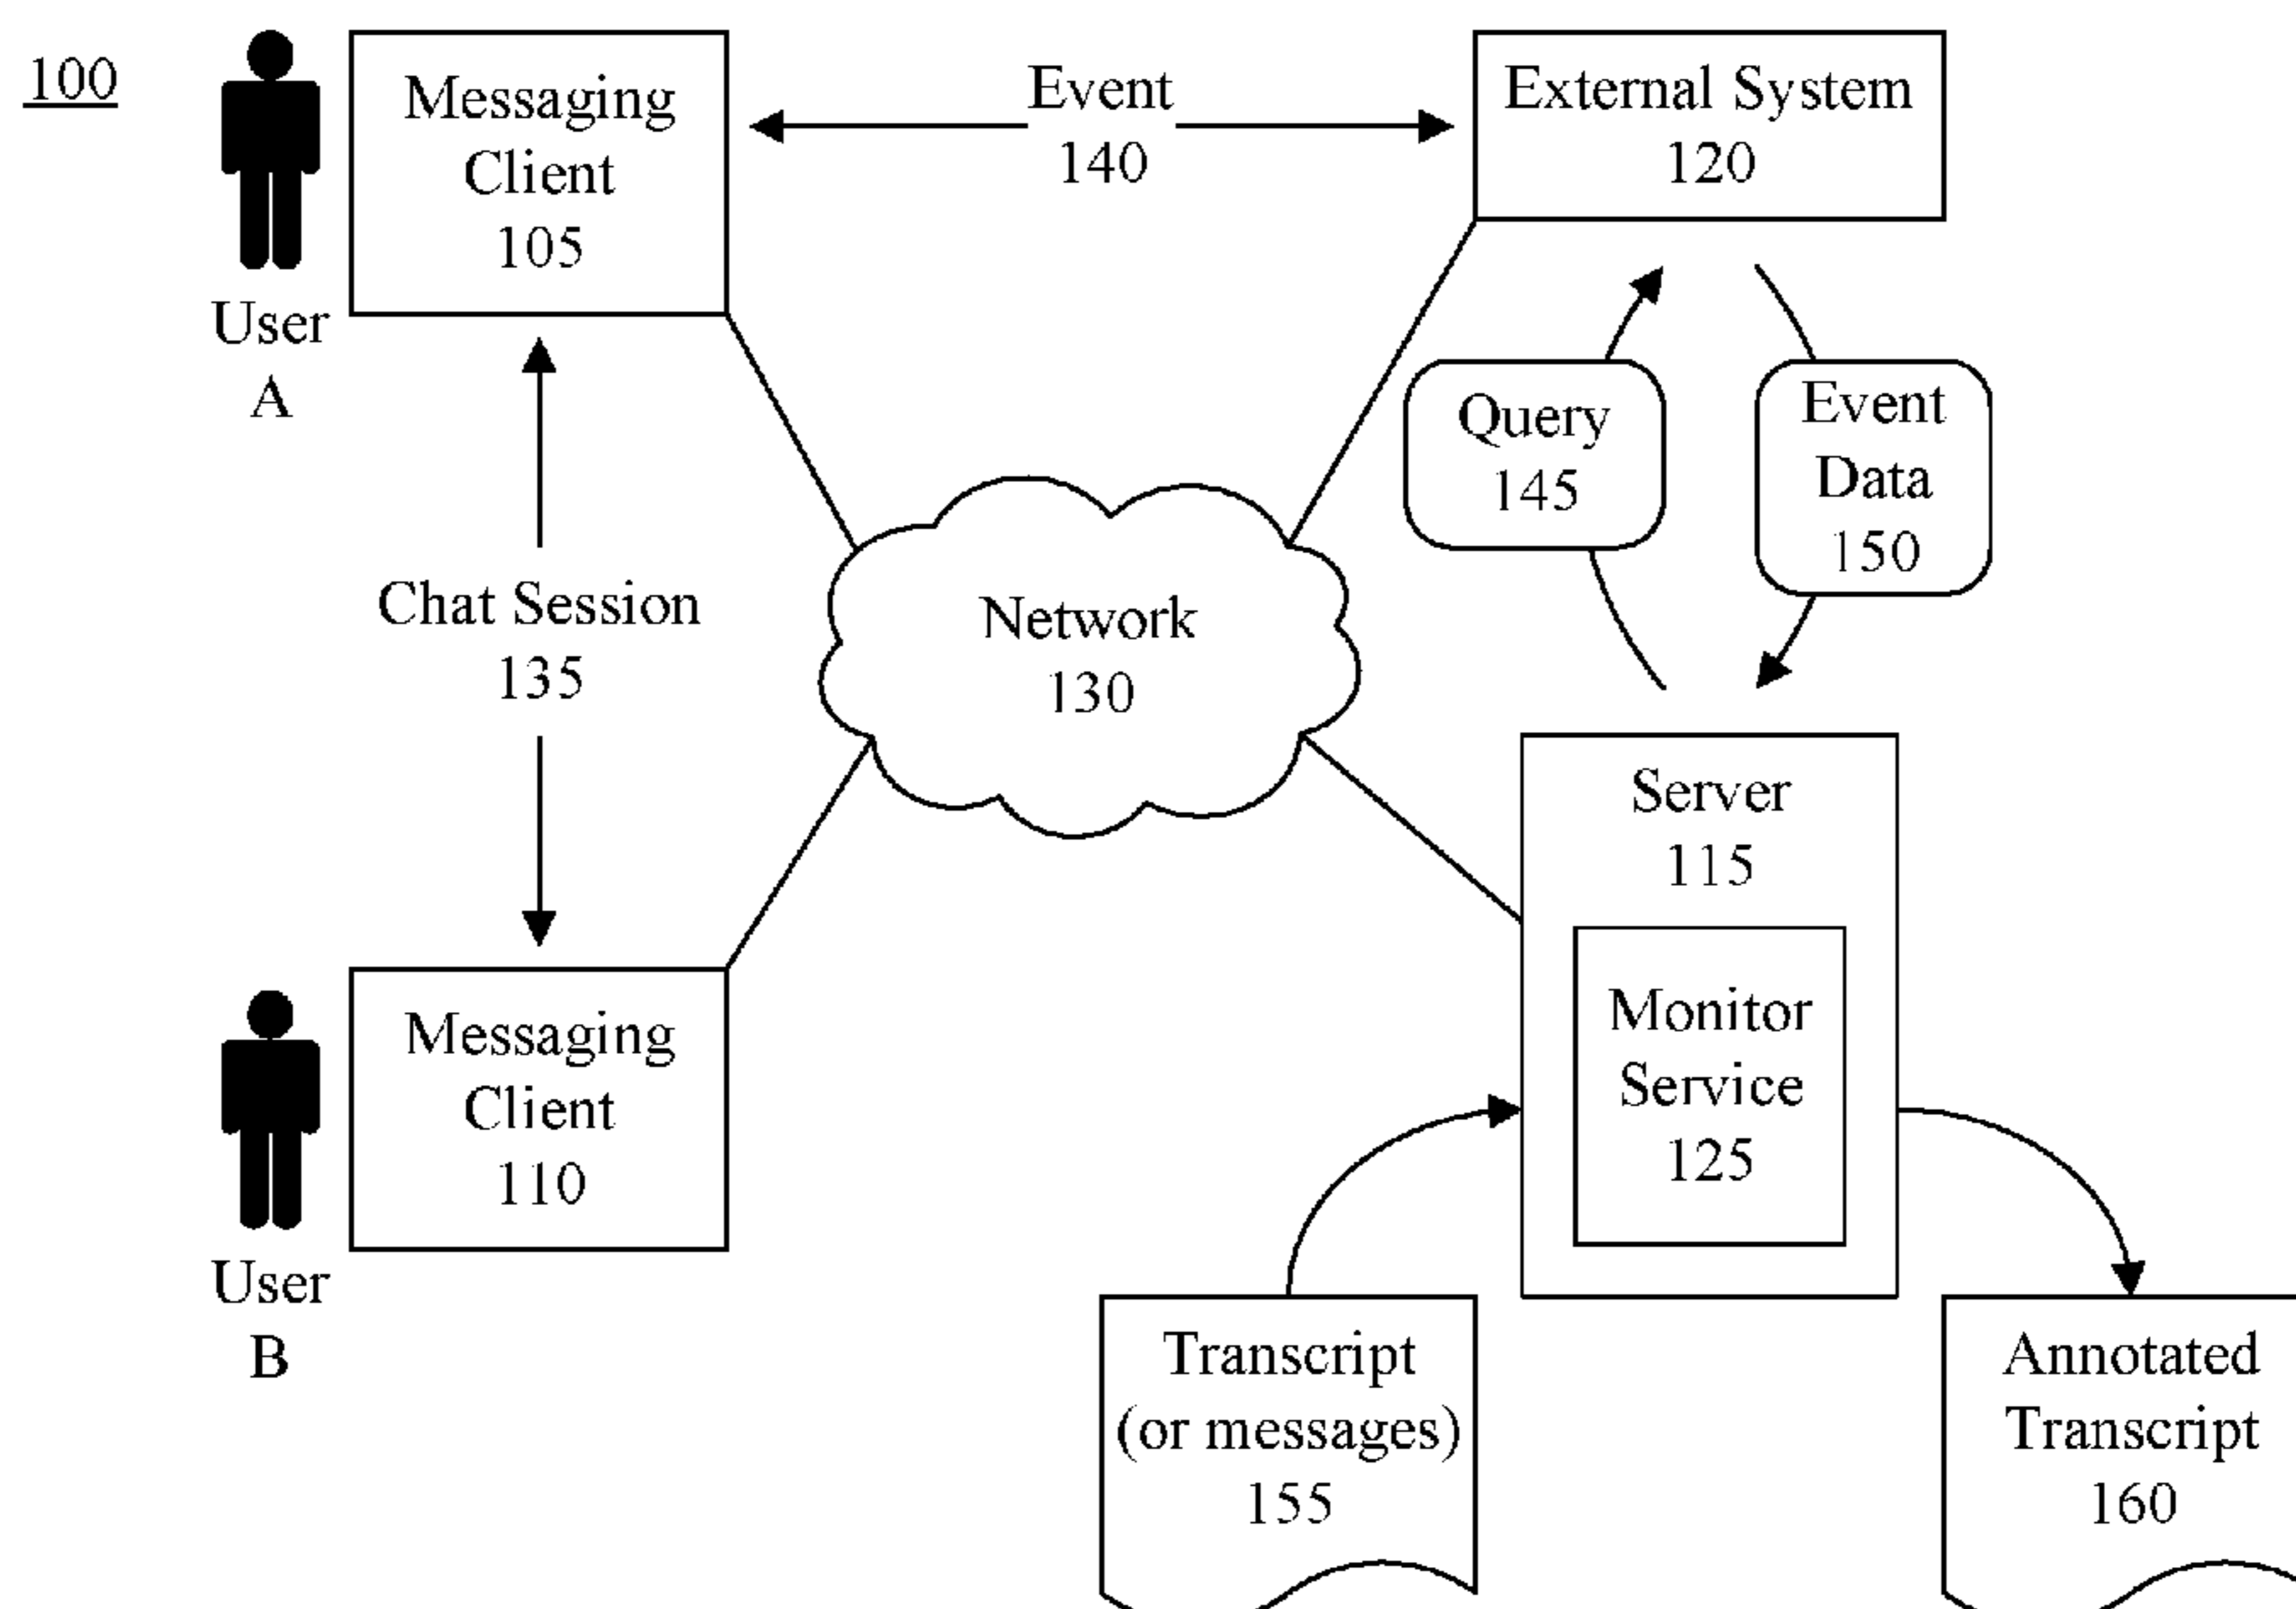 100
Messaging
Client
105
User
A
Event
140
External System
120
Query
145
Event
Data
150
Chat Session
135
Network
130
Server
115
Monitor
Service
125
Messaging
Client
110
User
B
Transcript
(or messages)
155
Annotated
Transcript
160